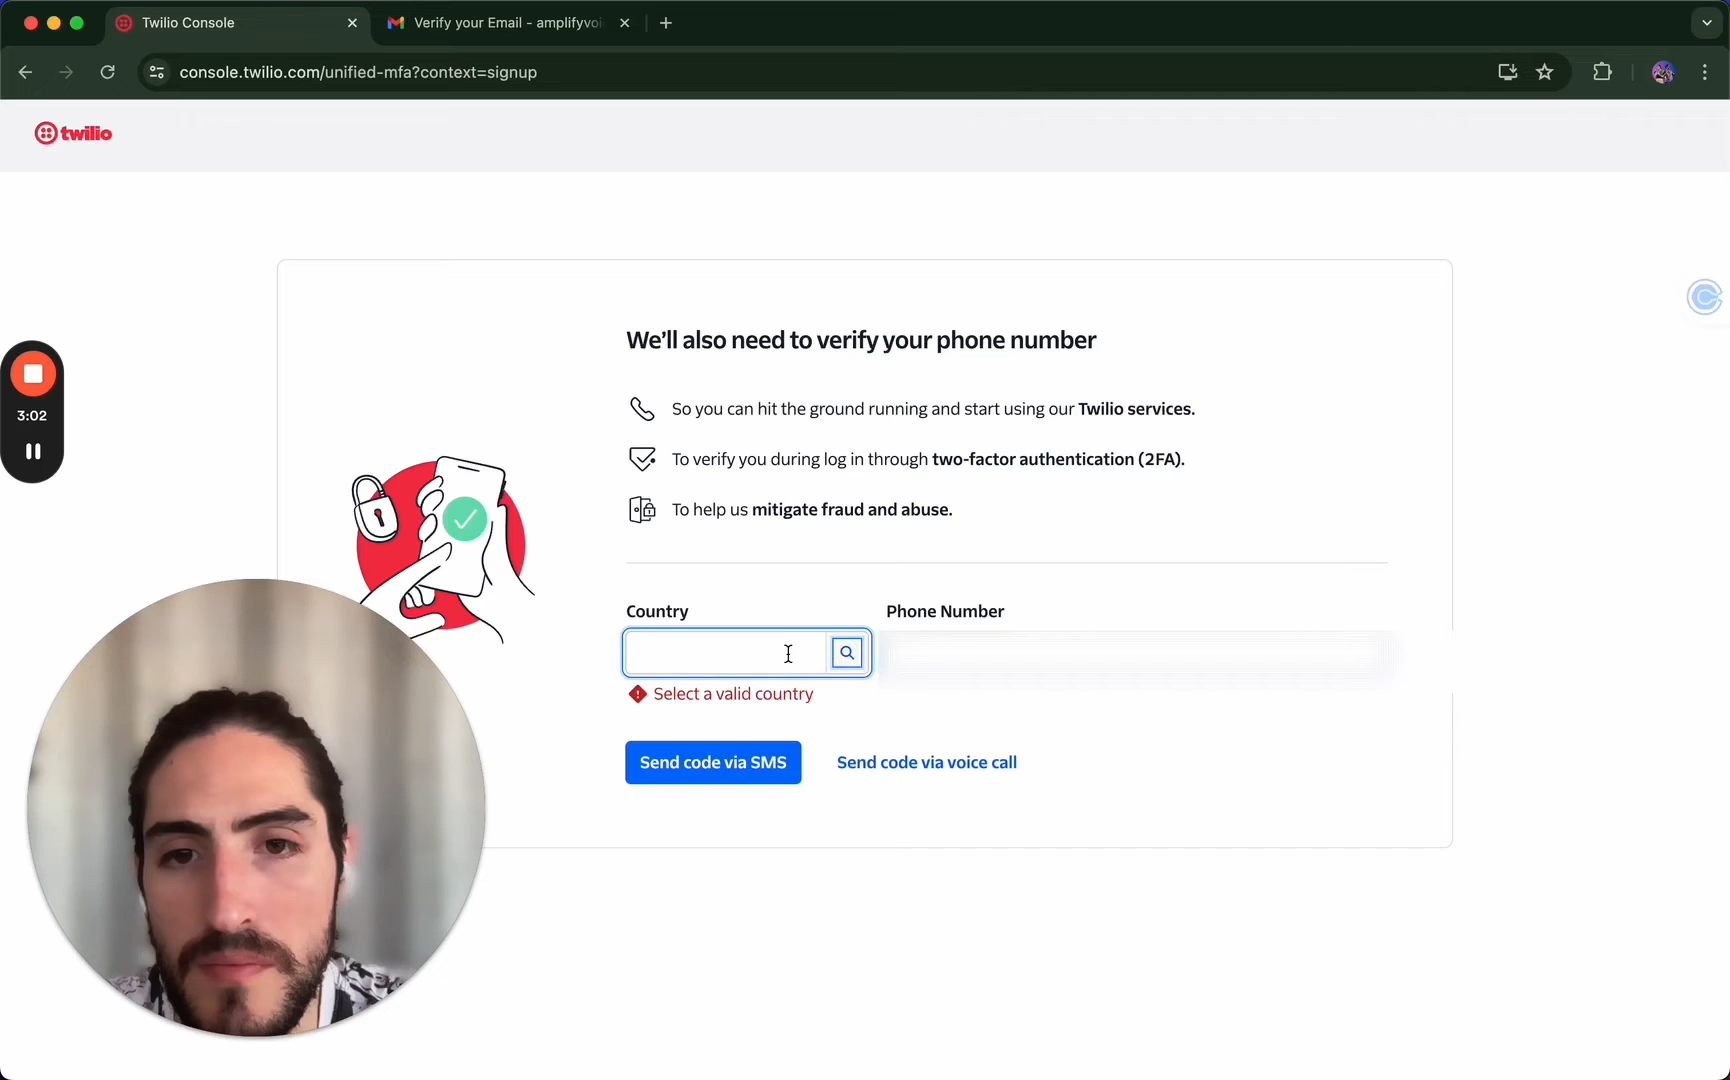 Twilio Console
Verify your Email - amplifyvoi
console.twilio.com/unified-mfa?context=signup
twilio
We'll also need to verify your phone number
So you can hit the ground running and start using our Twilio services.
To verify you during log in through two-factor authentication (2FA).
To help us mitigate fraud and abuse.
3:02
Country
Phone Number
Select a valid country
Send code via SMS
Send code via voice call